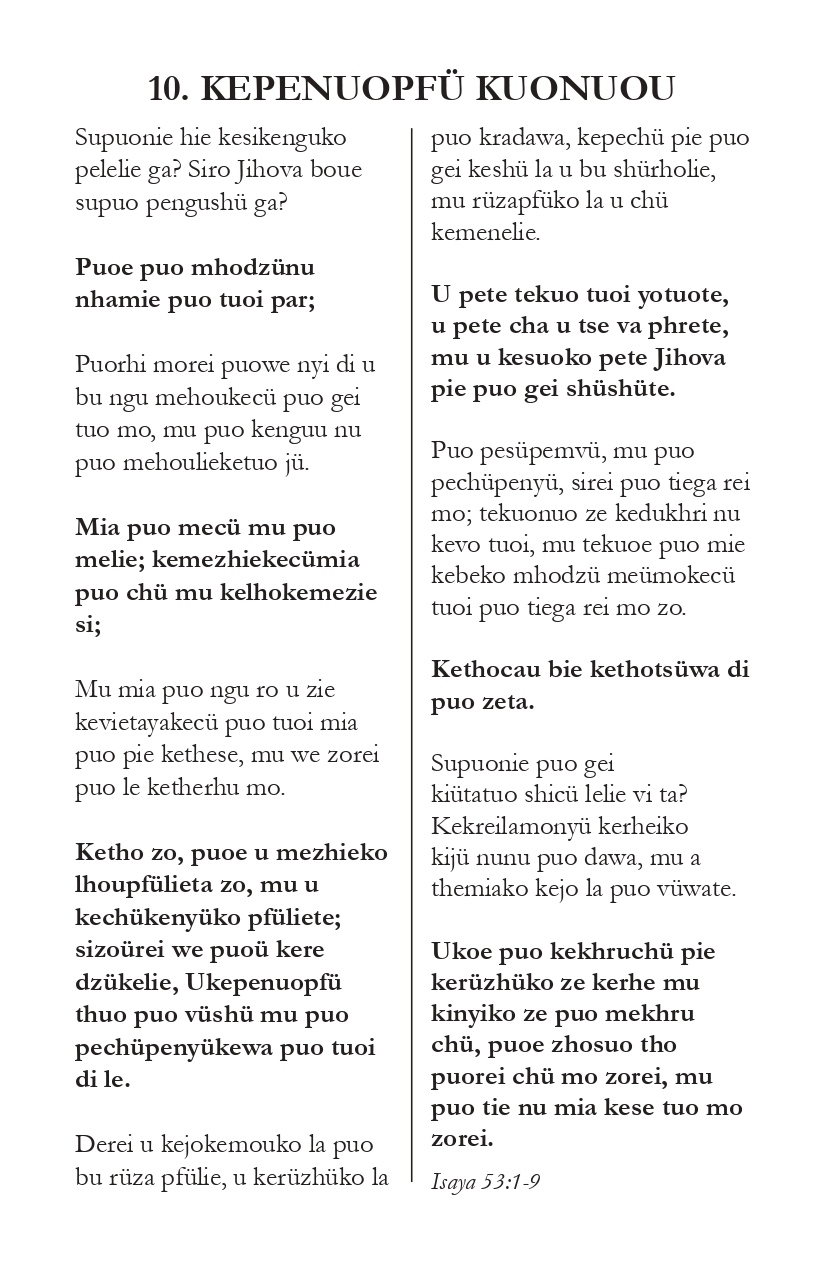 10. KEPENUOPFÜ KUONUOU
Supuonie hie kesikenguko
pelelie ga? Siro Jihova boue
supuo pengushü ga?
Puoe puo mhodzünu
nhamie puo tuoi par;
Puorhi morei puowe nyi di u
bu ngu mehoukecü puo gei
tuo mo, mu puo kenguu nu
puo mehoulieketuo jü.
Mia puo mecü mu puo
melie; kemezhiekecümia
puo chü mu kelhokemezie
si;
Mu mia puo ngu ro u zie
kevietayakecü puo tuoi mia
puo pie kethese, mu we zorei
puo le ketherhu mo.
Ketho zo, puoe u mezhieko
lhoupfülieta zo, mu u
kechükenyüko pfüliete;
sizoürei we puoü kere
dzükelie, Ukepenuopfü
thuo puo vüshü mu puo
pechüpenyükewa puo tuoi
di le.
Derei u kejokemouko la puo
bu rüza pfülie, u kerüzhüko la
puo kradawa, kepechü pie puo
gei keshü la u bu shürholie,
mu rüzapfüko la u chü
kemenelie.
U pete tekuo tuoi yotuote,
u pete cha u tse va phrete,
mu u kesuoko pete Jihova
pie puo gei shüshüte.
Puo pesüpemvü, mu puo
pechüpenyü, sirei puo tiega rei
mo; tekuonuo ze kedukhri nu
kevo tuoi, mu tekuoe puo mie
kebeko mhodzü meümokecü
tuoi puo tiega rei mo zo.
Kethocau bie kethotsüwa di
puo zeta.
Supuonie puo gei
kiütatuo shicü lelie vi ta?
Kekreilamonyü kerheiko
kijü nunu puo dawa, mu a
themiako kejo la puo vüwate.
Ukoe puo kekhruchü pie
kerüzhüko ze kerhe mu
kinyiko ze puo mekhru
chü, puoe zhosuo tho
puorei chü mo zorei, mu
puo tie nu mia kese tuo mo
zorei.
Isaya 53:1-9